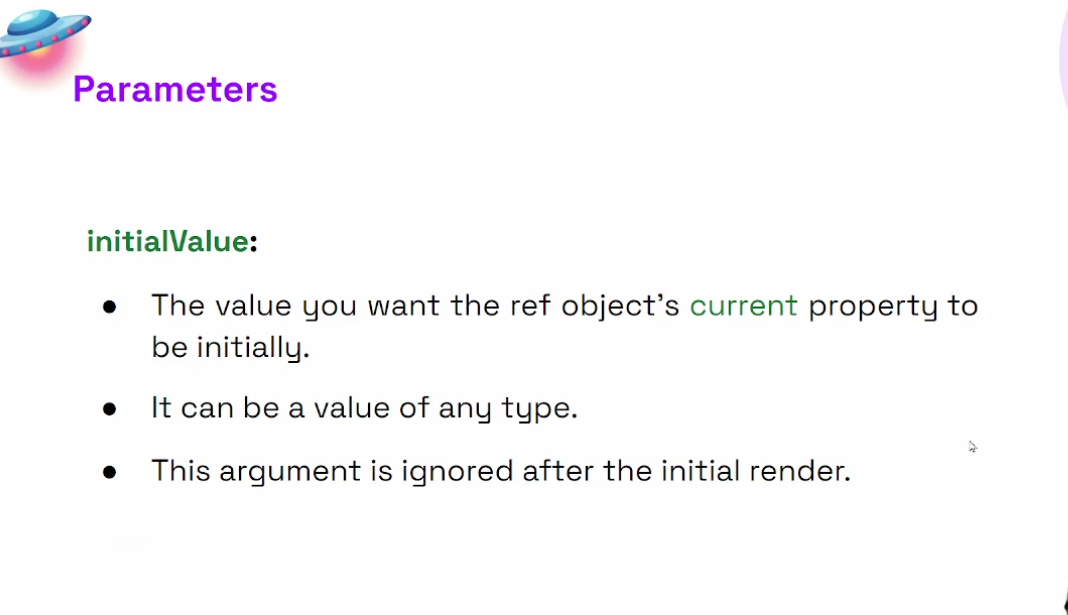 Parameters
initialValue:
● The value you want the ref object's current property to
be initially.
● It can be a value of any type.
● This argument is ignored after the initial render.